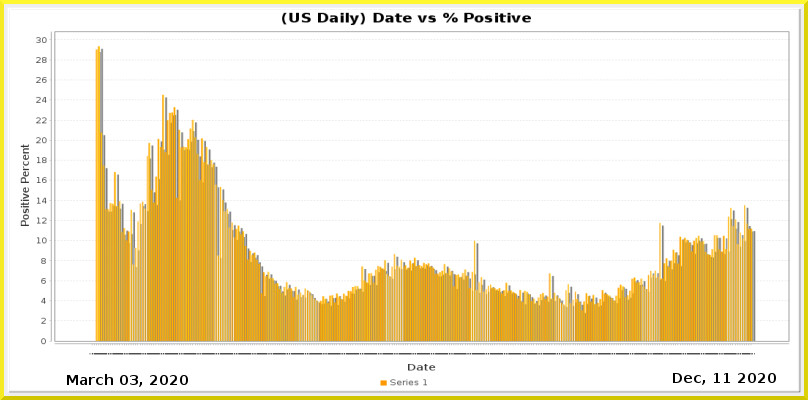 (US Daily) Date vs % Positive
30
28
26
24
22
20
18
16
14
12
10
8
6
4
2
0
Positive Percent
Date
March 03, 2020
Series 1
Dec, 11 2020